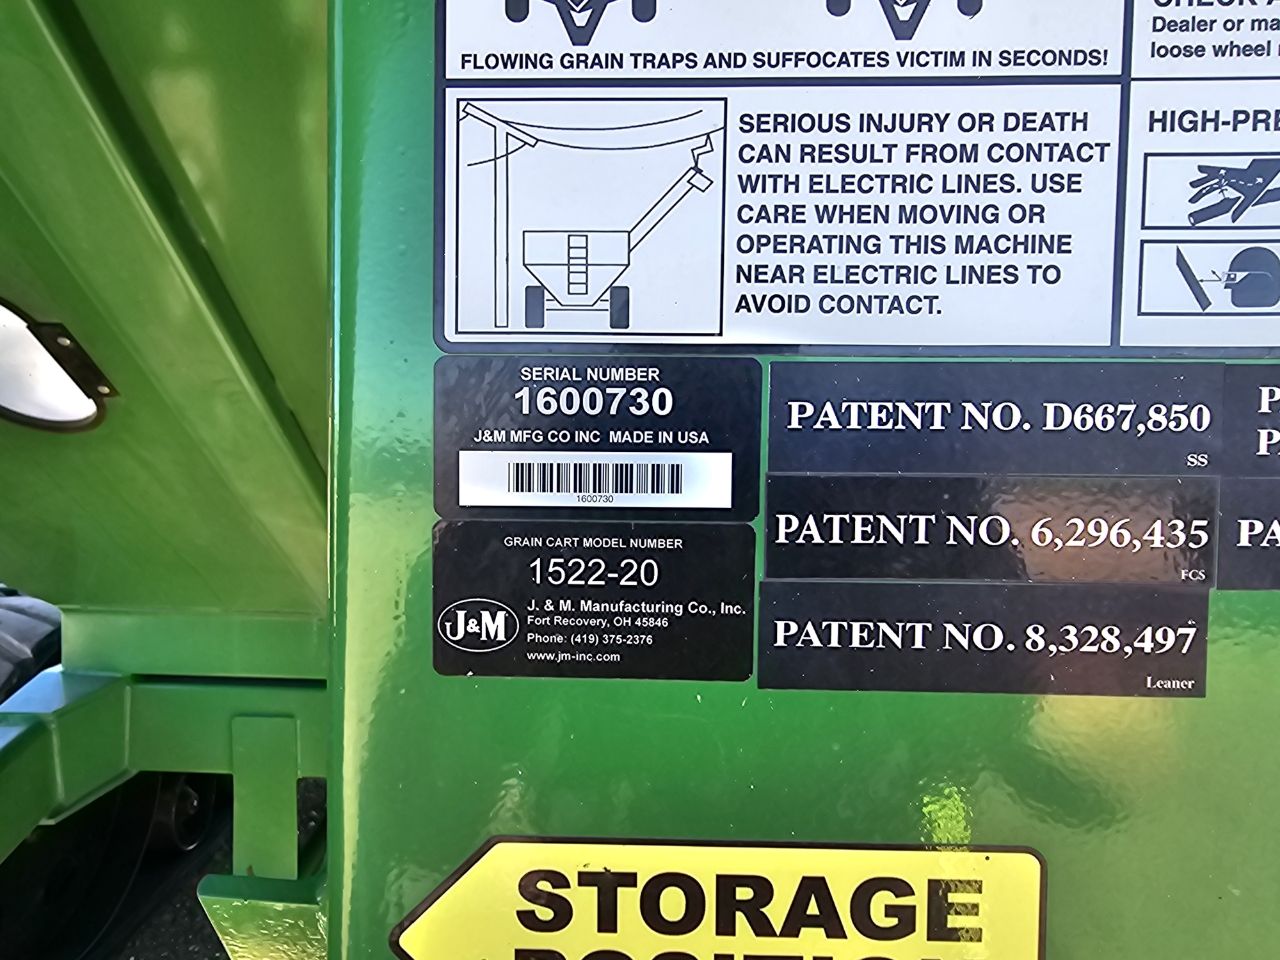 FLOWING GRAIN TRAPS AND SUFFOCATES VICTIM IN SECONDS!
Dealer or
loose wheel
SERIOUS INJURY OR DEATH
CAN RESULT FROM CONTACT
WITH ELECTRIC LINES. USE
CARE WHEN MOVING OR
OPERATING THIS MACHINE
NEAR ELECTRIC LINES TO
AVOID CONTACT.
SERIAL NUMBER
1600730
J&M MFG CO INC MADE IN USA
1600730
GRAIN CART MODEL NUMBER
1522-20
J&M
J. & M. Manufacturing Co., Inc.
Fort Recovery, OH 45846
Phone: (419) 375-2376
www.jm-inc.com
PATENT NO. D667,850
SS
PATENT NO. 6,296,435
FCS
PATENT NO. 8,328,497
Leaner
STORAGE
POSITION